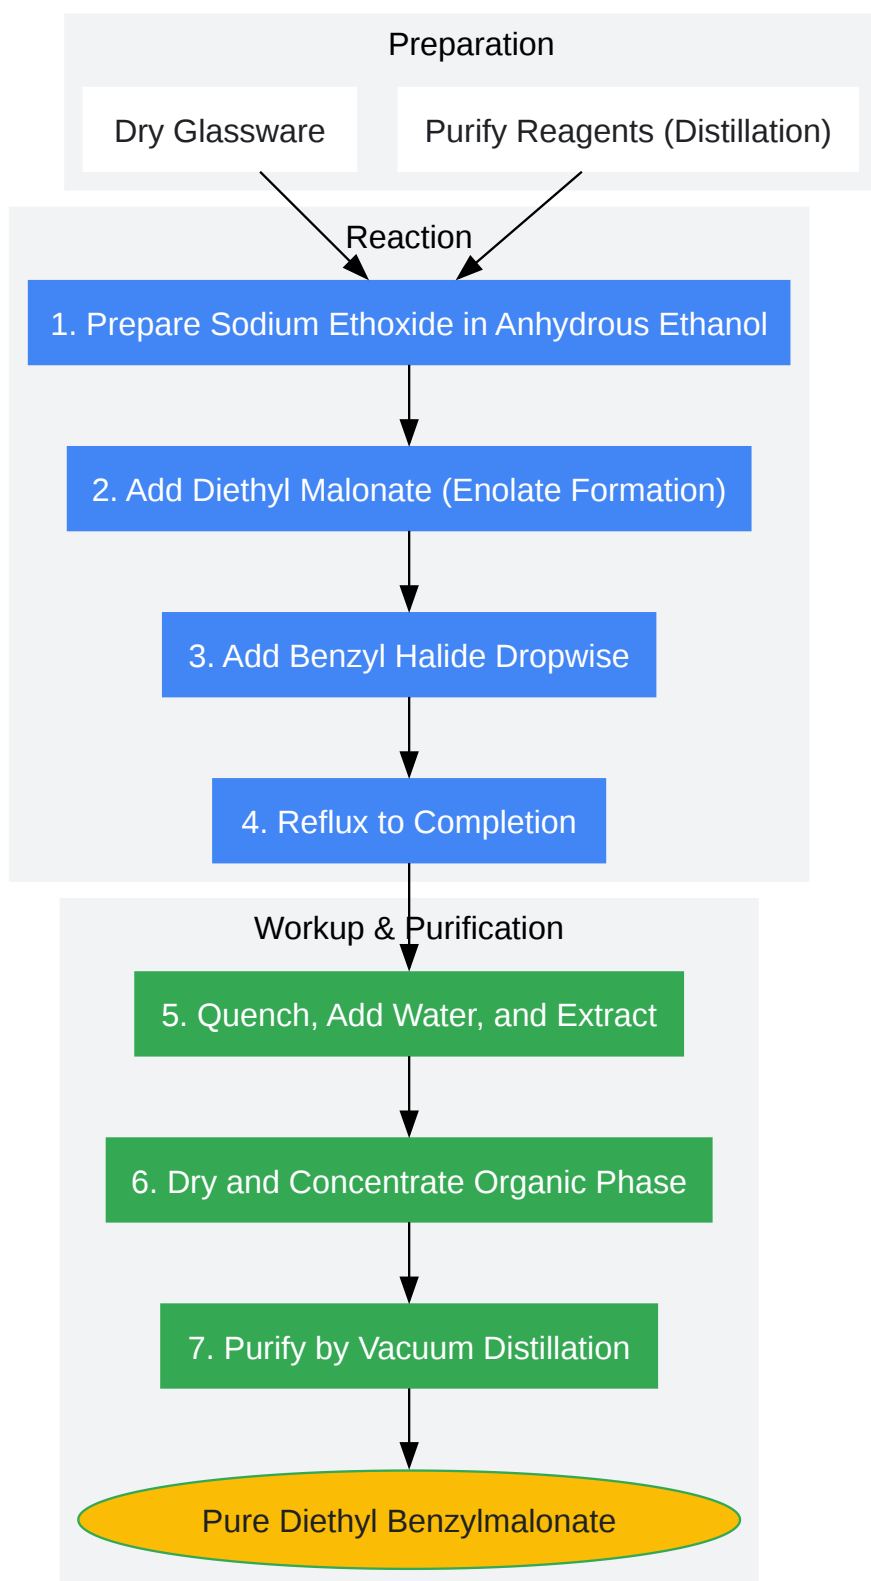 Preparation
Dry Glassware
Purify Reagents (Distillation)
Reaction
1. Prepare Sodium Ethoxide in Anhydrous Ethanol
2. Add Diethyl Malonate (Enolate Formation)
3. Add Benzyl Halide Dropwise
4. Reflux to Completion
Workup & Purification
5. Quench, Add Water, and Extract
6. Dry and Concentrate Organic Phase
7. Purify by Vacuum Distillation
Pure Diethyl Benzylmalonate